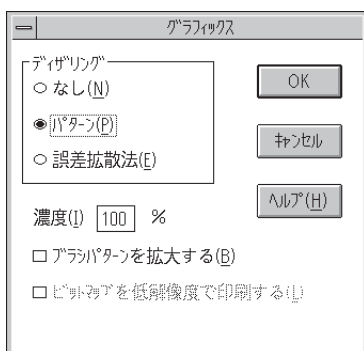 ｸﾞﾗﾌｨｯｸｽ
ﾃﾞｨｻﾞﾘﾝｸﾞ
なし(N)
ﾊﾟﾀｰﾝ(P)
誤差拡散法(E)
OK
ｷｬﾝｾﾙ
ﾍﾙﾌﾟ(H)
濃度(I) 100 %
ﾌﾞﾗｼﾊﾟﾀｰﾝを拡大する(B)
ﾋﾞｯﾄﾏｯﾌﾟを低解像度で印刷する(L)